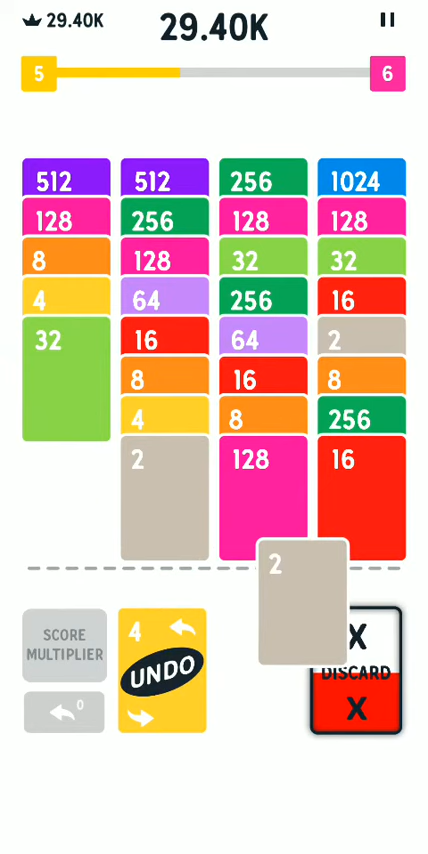 29.40K
29.40K
5
6
512 512 256 1024
128 256 128 128
8 128 32 32
4 64 256 16
32 16 64 2
8 16 8
4 8 256
2 128 16
2
SCORE
MULTIPLIER
4
UNDO
0
X
DISCARD
X